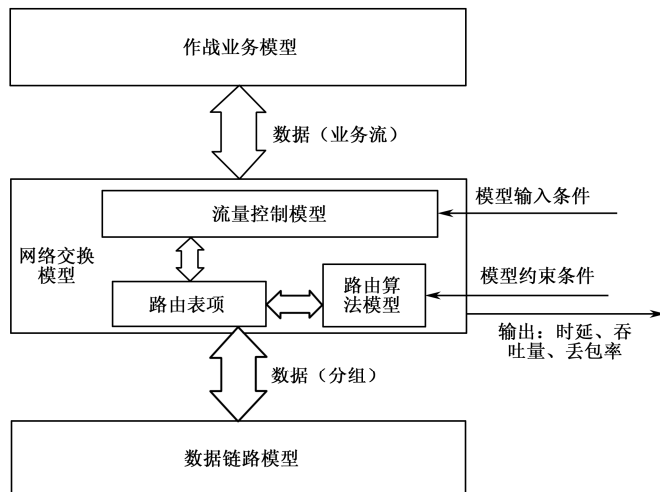 作战业务模型
数据（业务流）
流量控制模型
模型输入条件
网络交换
模型
路由表项
路由算
法模型
模型约束条件
输出：时延、吞
吐量、丢包率
数据（分组）
数据链路模型